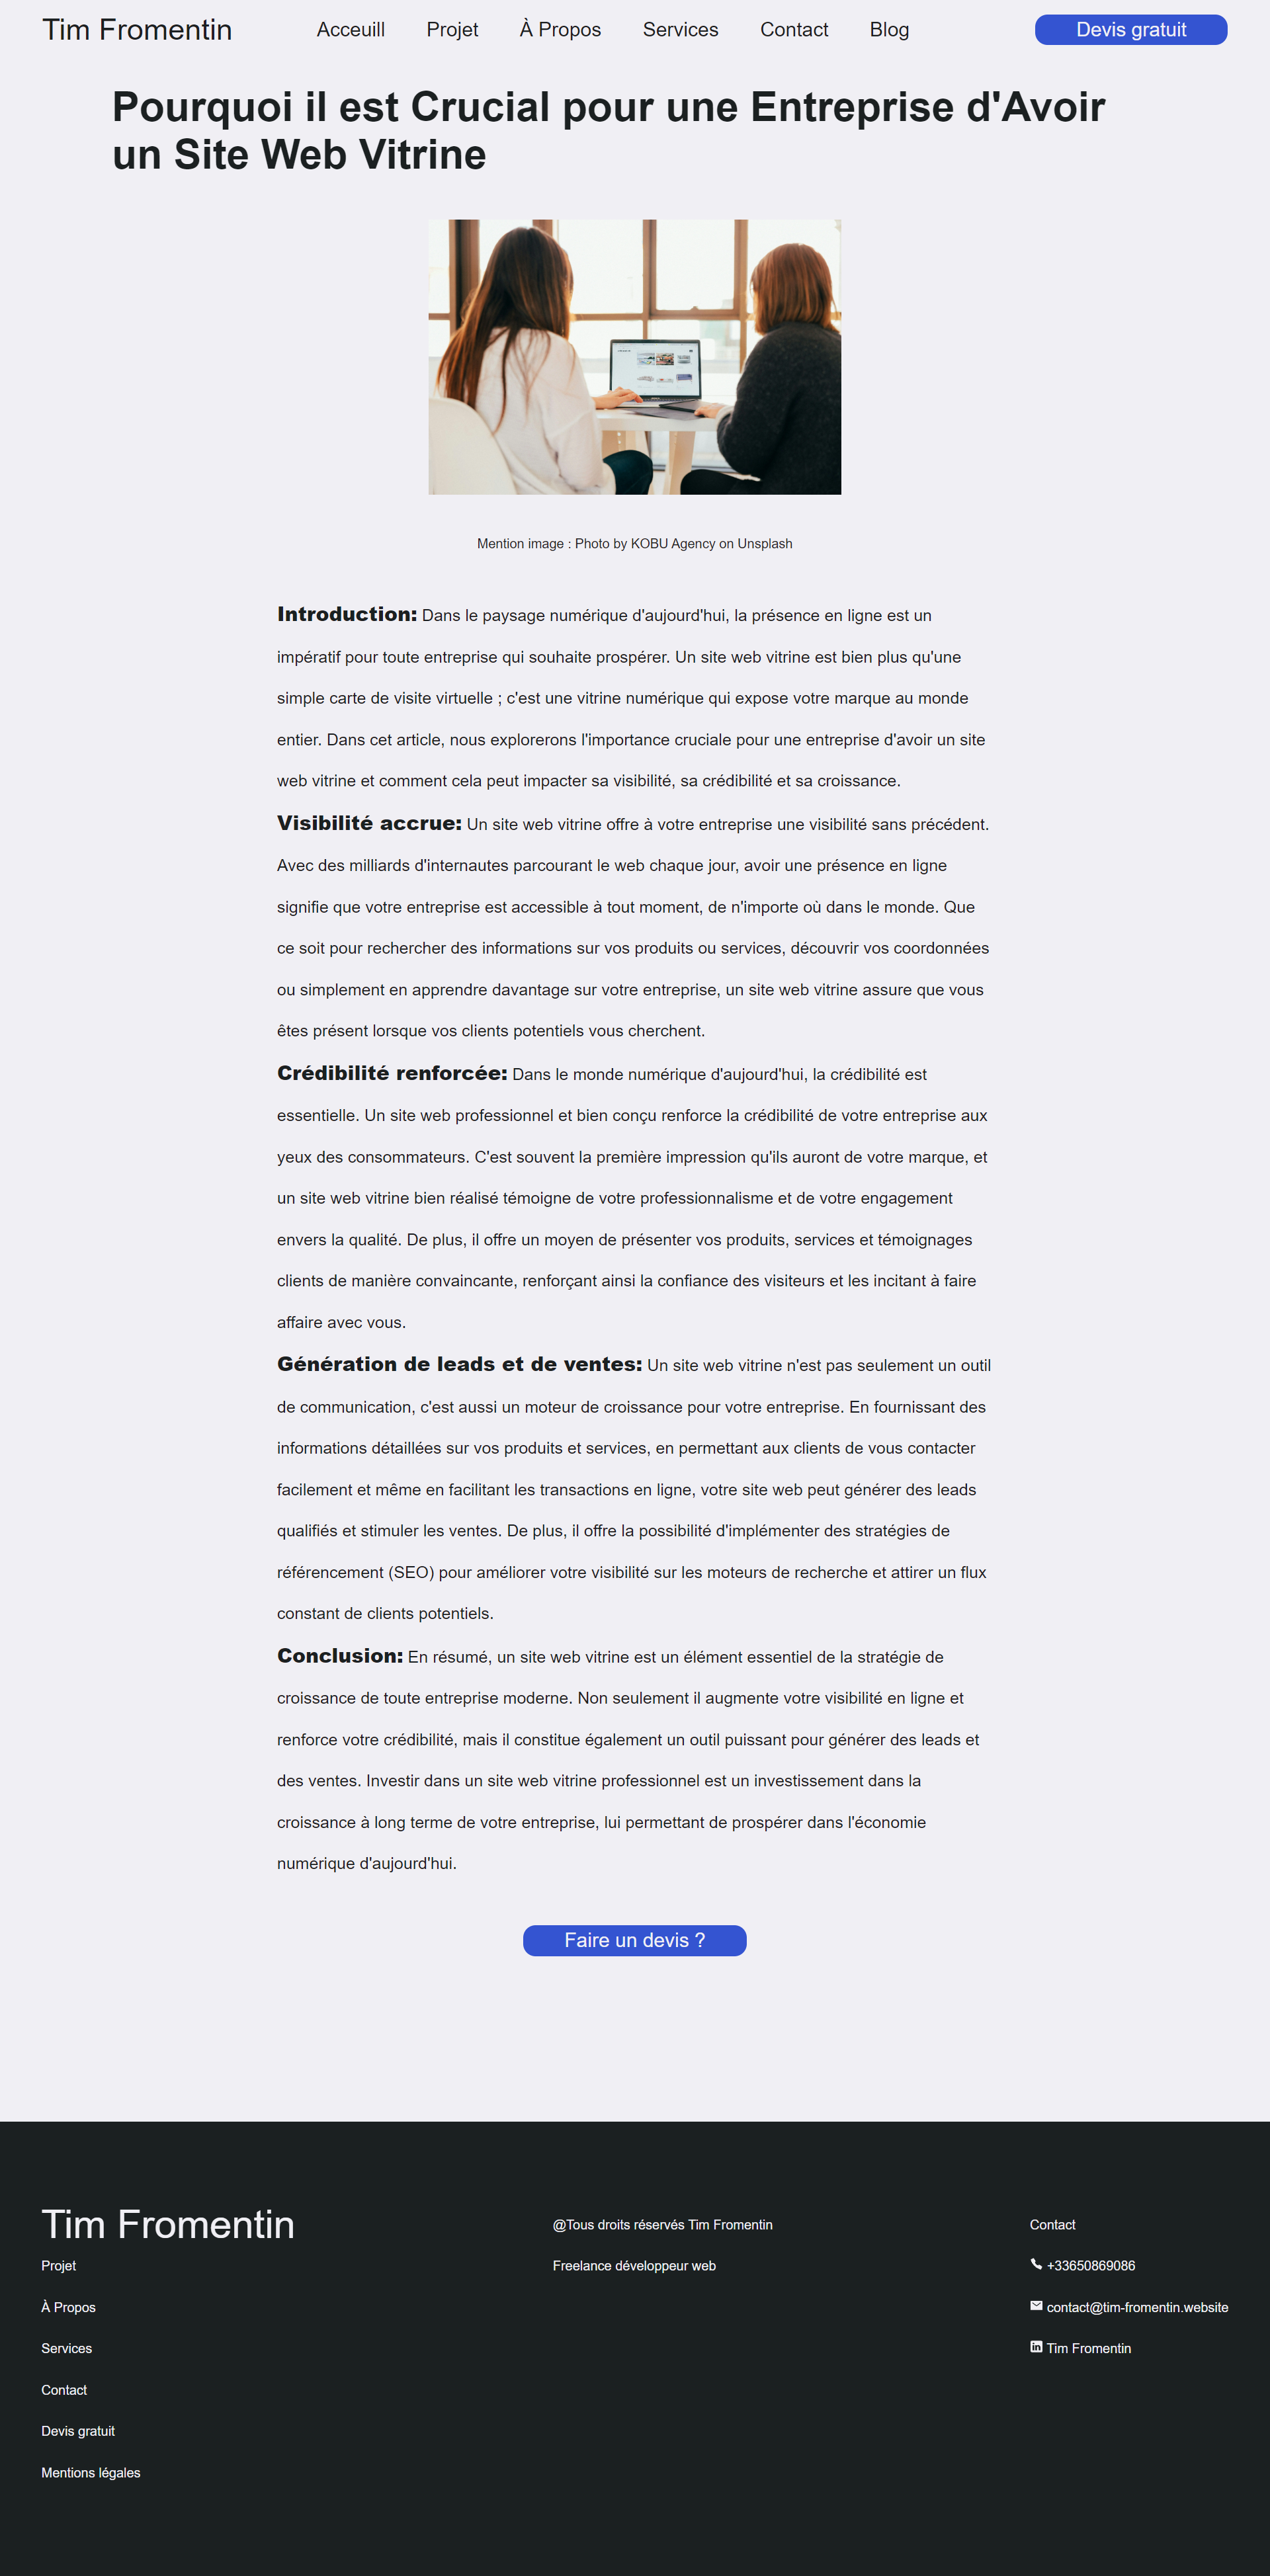 Tim Fromentin
Acceuill
Projet
À Propos
Services
Contact
Blog
Devis gratuit
Pourquoi il est Crucial pour une Entreprise d'Avoir
un Site Web Vitrine
Mention image : Photo by KOBU Agency on Unsplash
Introduction: Dans le paysage numérique d'aujourd'hui, la présence en ligne est un
impératif pour toute entreprise qui souhaite prospérer. Un site web vitrine est bien plus qu'une
simple carte de visite virtuelle ; c'est une vitrine numérique qui expose votre marque au monde
entier. Dans cet article, nous explorerons l'importance cruciale pour une entreprise d'avoir un site
web vitrine et comment cela peut impacter sa visibilité, sa crédibilité et sa croissance.
Visibilité accrue: Un site web vitrine offre à votre entreprise une visibilité sans précédent.
Avec des milliards d'internautes parcourant le web chaque jour, avoir une présence en ligne
signifie que votre entreprise est accessible à tout moment, de n'importe où dans le monde. Que
ce soit pour rechercher des informations sur vos produits ou services, découvrir vos coordonnées
ou simplement en apprendre davantage sur votre entreprise, un site web vitrine assure que vous
êtes présent lorsque vos clients potentiels vous cherchent.
Crédibilité renforcée: Dans le monde numérique d'aujourd'hui, la crédibilité est
essentielle. Un site web professionnel et bien conçu renforce la crédibilité de votre entreprise aux
yeux des consommateurs. C'est souvent la première impression qu'ils auront de votre marque, et
un site web vitrine bien réalisé témoigne de votre professionnalisme et de votre engagement
envers la qualité. De plus, il offre un moyen de présenter vos produits, services et témoignages
clients de manière convaincante, renforçant ainsi la confiance des visiteurs et les incitant à faire
affaire avec vous.
Génération de leads et de ventes: Un site web vitrine n'est pas seulement un outil
de communication, c'est aussi un moteur de croissance pour votre entreprise. En fournissant des
informations détaillées sur vos produits et services, en permettant aux clients de vous contacter
facilement et même en facilitant les transactions en ligne, votre site web peut générer des leads
qualifiés et stimuler les ventes. De plus, il offre la possibilité d'implémenter des stratégies de
référencement (SEO) pour améliorer votre visibilité sur les moteurs de recherche et attirer un flux
constant de clients potentiels.
Conclusion: En résumé, un site web vitrine est un élément essentiel de la stratégie de
croissance de toute entreprise moderne. Non seulement il augmente votre visibilité en ligne et
renforce votre crédibilité, mais il constitue également un outil puissant pour générer des leads et
des ventes. Investir dans un site web vitrine professionnel est un investissement dans la
croissance à long terme de votre entreprise, lui permettant de prospérer dans l'économie
numérique d'aujourd'hui.
Faire un devis ?
Tim Fromentin
Projet
À Propos
Services
Contact
Devis gratuit
Mentions légales
@Tous droits réservés Tim Fromentin
Freelance développeur web
Contact
+33650869086
contact@tim-fromentin.website
Tim Fromentin